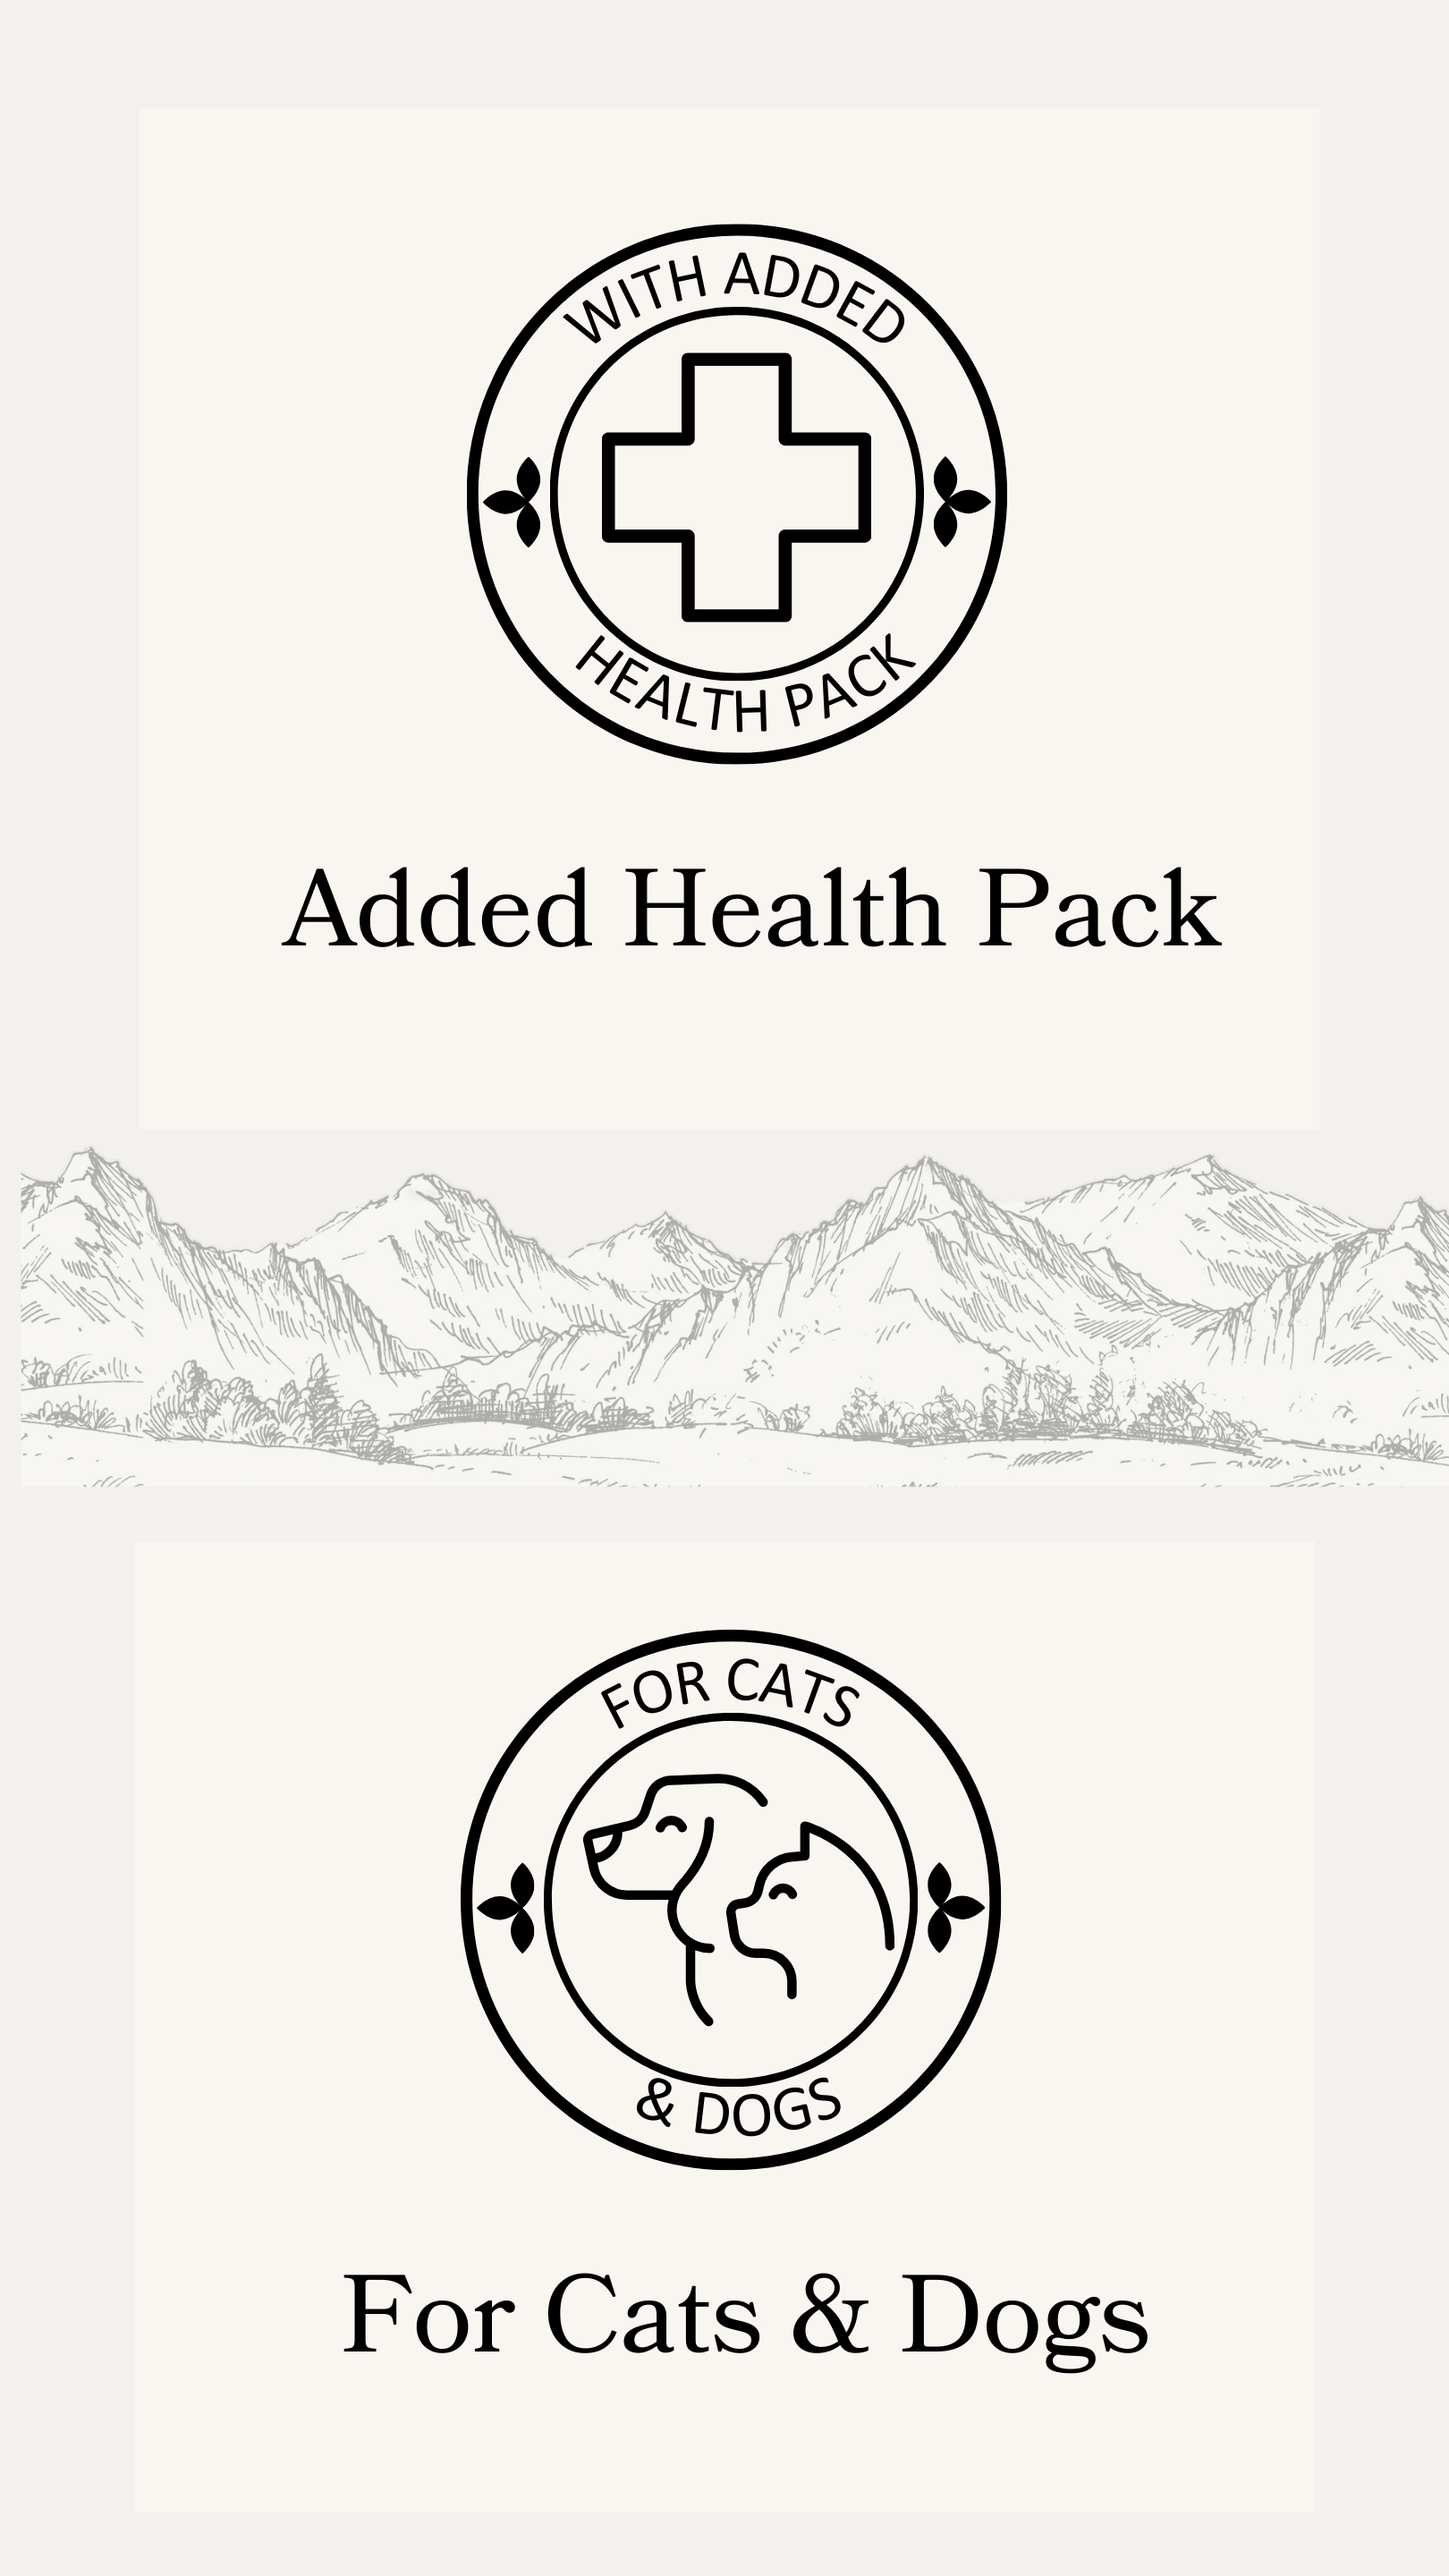 WITH ADDED
HEALTH PACK
Added Health Pack
FOR CATS
& DOGS
For Cats & Dogs